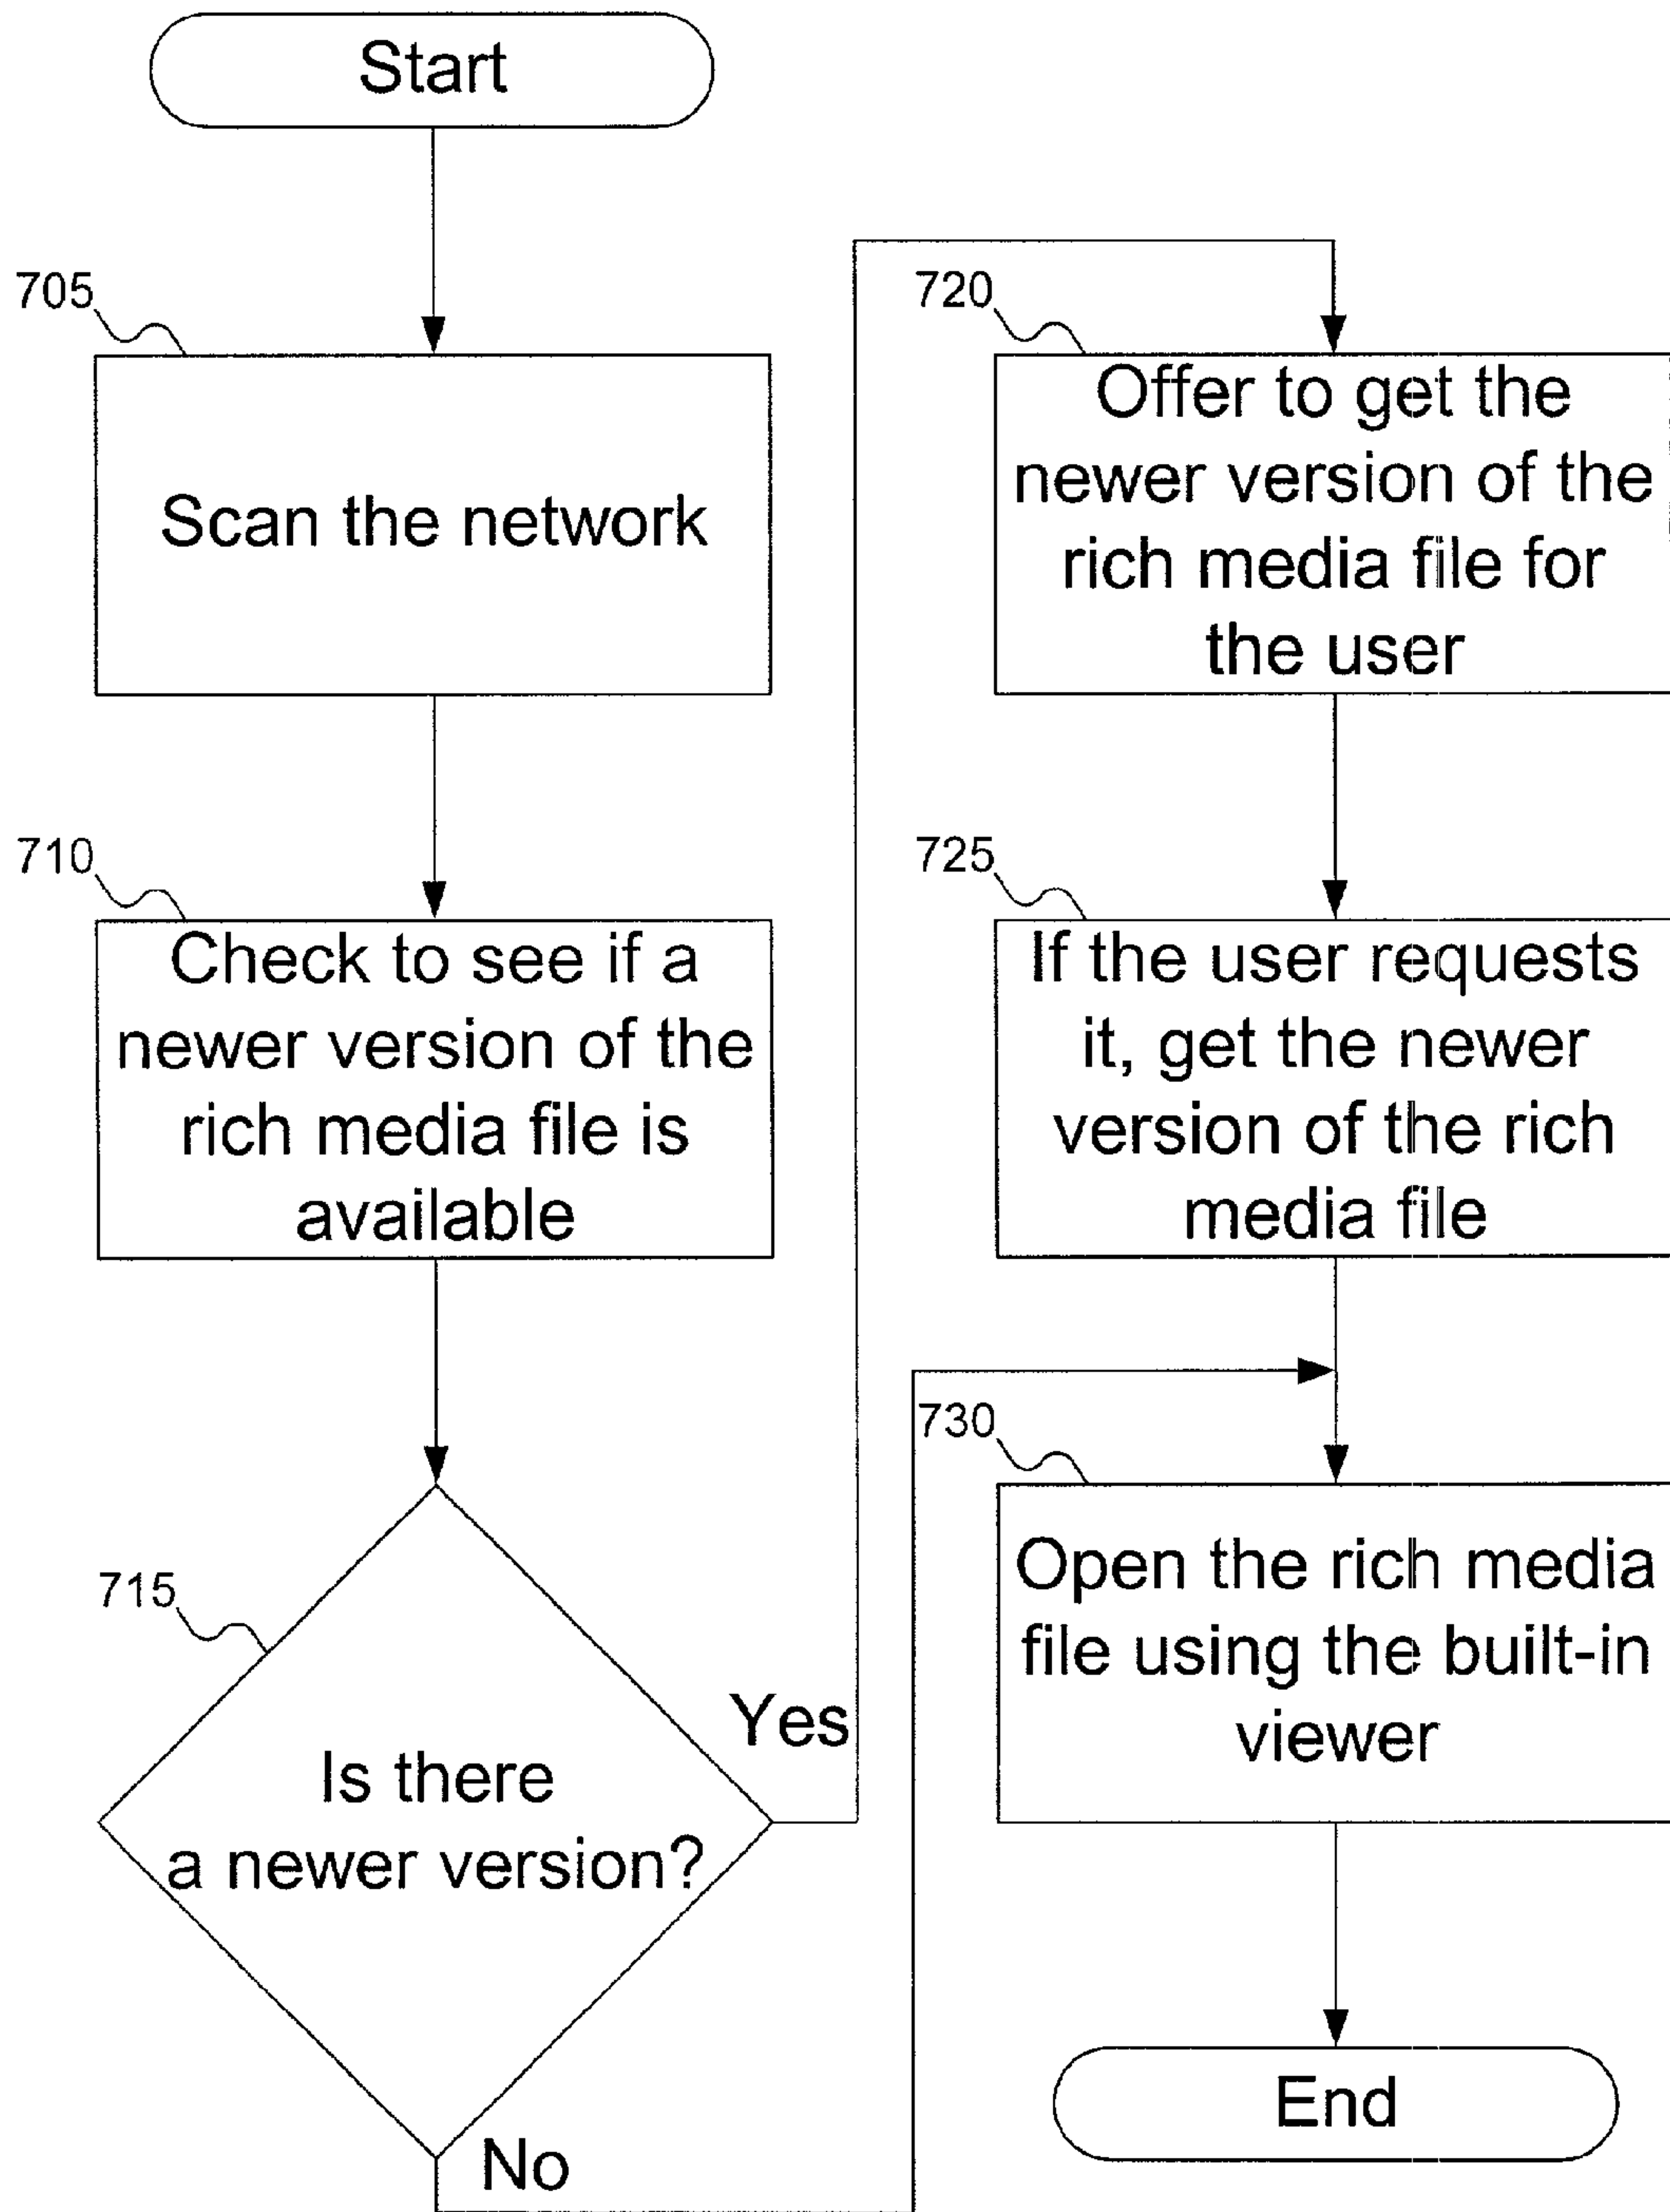 Start
705
Scan the network
710
Check to see if a
newer version of the
rich media file is
available
715
Is there
a newer version?
Yes
No
720
Offer to get the
newer version of the
rich media file for
the user
725
If the user requests
it, get the newer
version of the rich
media file
730
Open the rich media
file using the built-in
viewer
End